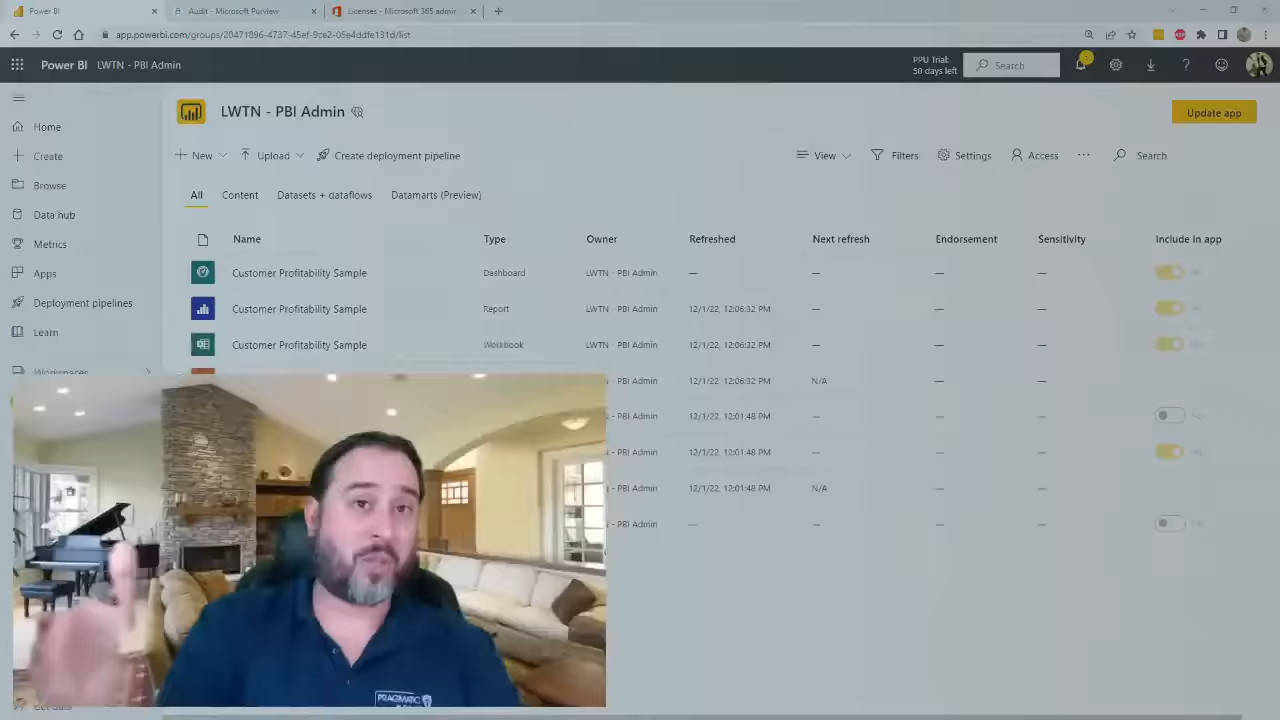 Power BI
Audit - Microsoft Purview
Licenses - Microsoft 365 admin
app.powerbi.com/groups/20471896-4737-45ef-9ce2-05e4ddfe131d/list
Power BI LWTN - PBI Admin
PPU Trial:
50 days left
Search
LWTN - PBI Admin
Update app
New Upload Create deployment pipeline
View Filters Settings Access Search
All Content Datasets + dataflows Datamarts (Preview)
Home
Create
Browse
Data hub
Metrics
Apps
Deployment pipelines
Learn
Workspaces
Name Type Owner Refreshed Next refresh Endorsement Sensitivity Include in app
Customer Profitability Sample Dashboard LWTN - PBI Admin — — — —
Customer Profitability Sample Report LWTN - PBI Admin 12/1/22, 12:06:32 PM — — —
Customer Profitability Sample Workbook LWTN - PBI Admin 12/1/22, 12:06:32 PM — — —
- PBI Admin 12/1/22, 12:06:32 PM N/A — —
- PBI Admin 12/1/22, 12:01:48 PM — — —
- PBI Admin 12/1/22, 12:01:48 PM — — —
- PBI Admin 12/1/22, 12:01:48 PM N/A — —
- PBI Admin — — — —
PRAGMATIC
Get data